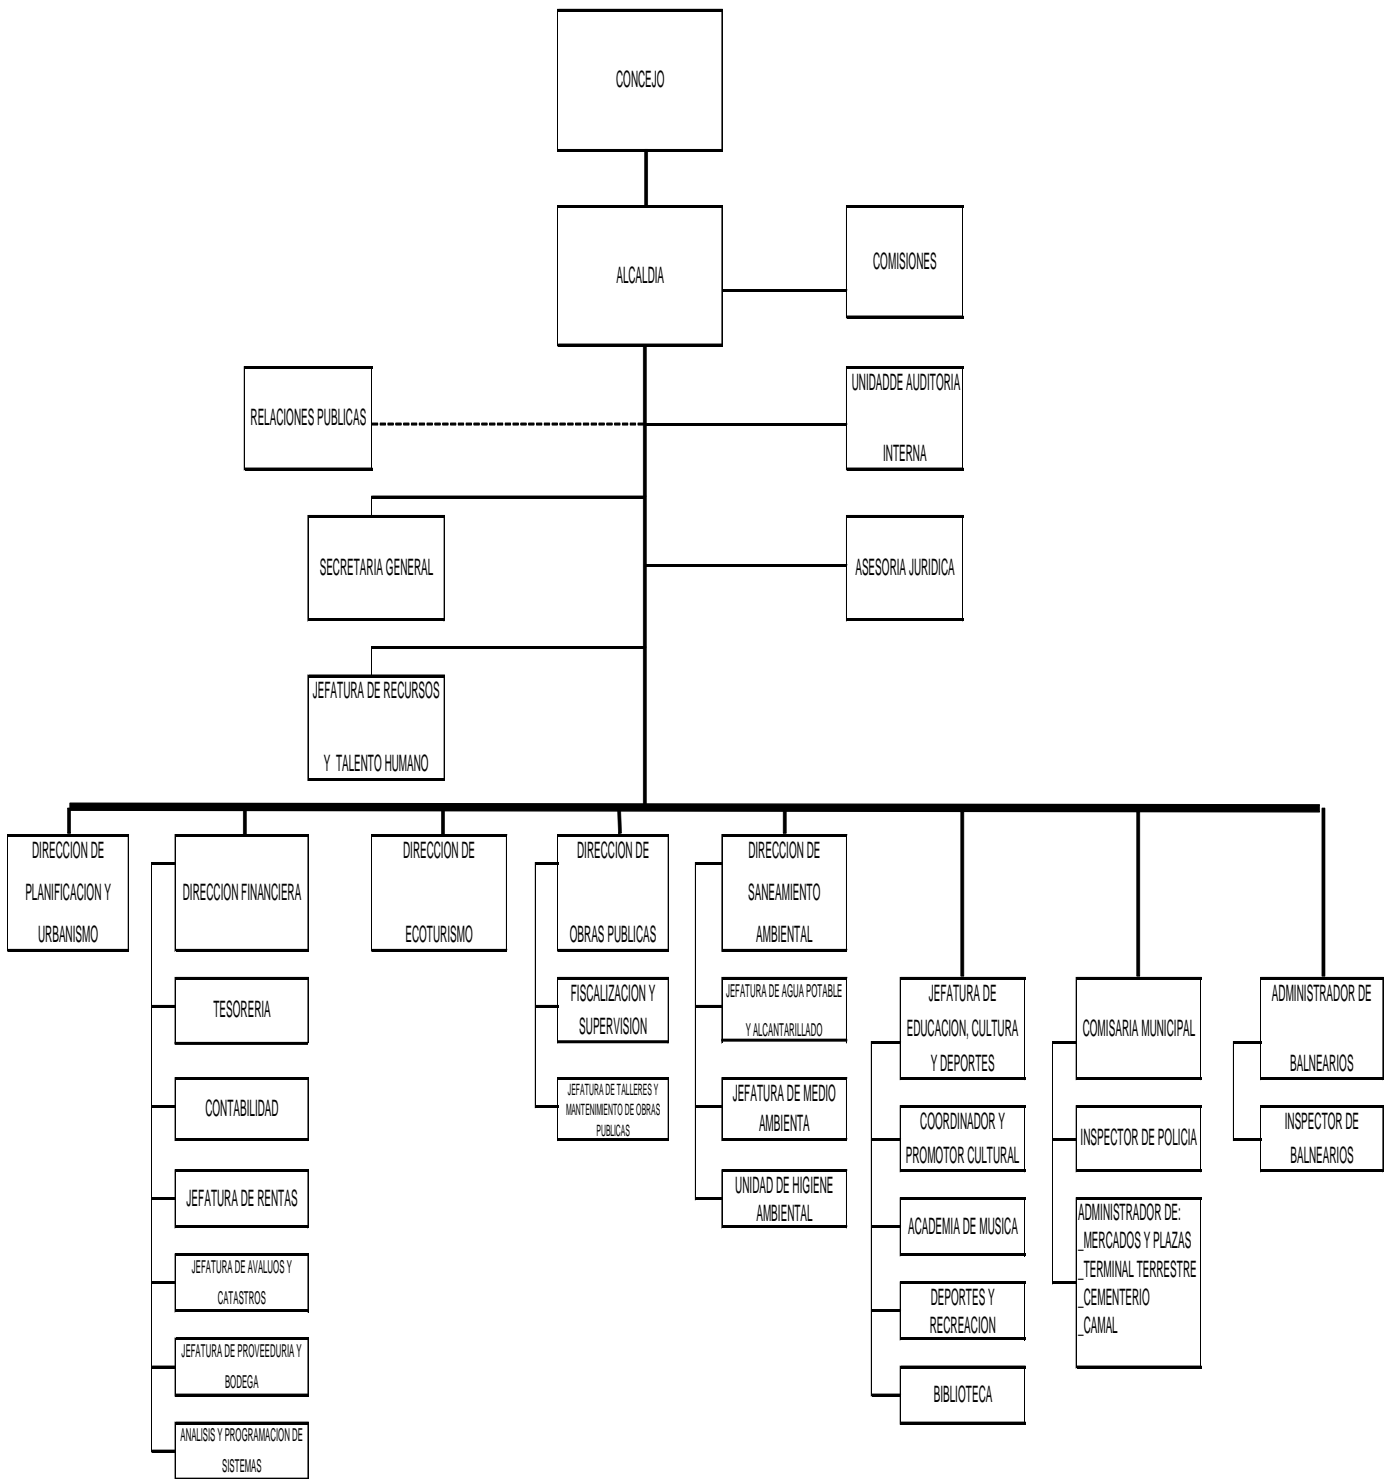 CONCEJO
ALCALDIA
COMISIONES
RELACIONES PUBLICAS
UNIDADDE AUDITORIA
INTERNA
SECRETARIA GENERAL
ASESORIA JURIDICA
JEFATURA DE RECURSOS
Y TALENTO HUMANO
DIRECCION DE
PLANIFICACION Y
URBANISMO
DIRECCION FINANCIERA
TESORERIA
CONTABILIDAD
JEFATURA DE RENTAS
JEFATURA DE AVALUOS Y
CATASTROS
JEFATURA DE PROVEEDURIA Y
BODEGA
ANALISIS Y PROGRAMACION DE
SISTEMAS
DIRECCION DE
ECOTURISMO
DIRECCION DE
OBRAS PUBLICAS
FISCALIZACION Y
SUPERVISION
JEFATURA DE TALLERES Y
MANTENIMIENTO DE OBRAS
PUBLICAS
DIRECCION DE
SANEAMIENTO
AMBIENTAL
JEFATURA DE AGUA POTABLE
Y ALCANTARILLADO
JEFATURA DE MEDIO
AMBIENTA
UNIDAD DE HIGIENE
AMBIENTAL
JEFATURA DE
EDUCACION, CULTURA
Y DEPORTES
COORDINADOR Y
PROMOTOR CULTURAL
ACADEMIA DE MUSICA
DEPORTES Y
RECREACION
BIBLIOTECA
COMISARIA MUNICIPAL
INSPECTOR DE POLICIA
ADMINISTRADOR DE:
_MERCADOS Y PLAZAS
_TERMINAL TERRESTRE
_CEMENTERIO
_CAMAL
ADMINISTRADOR DE
BALNEARIOS
INSPECTOR DE
BALNEARIOS